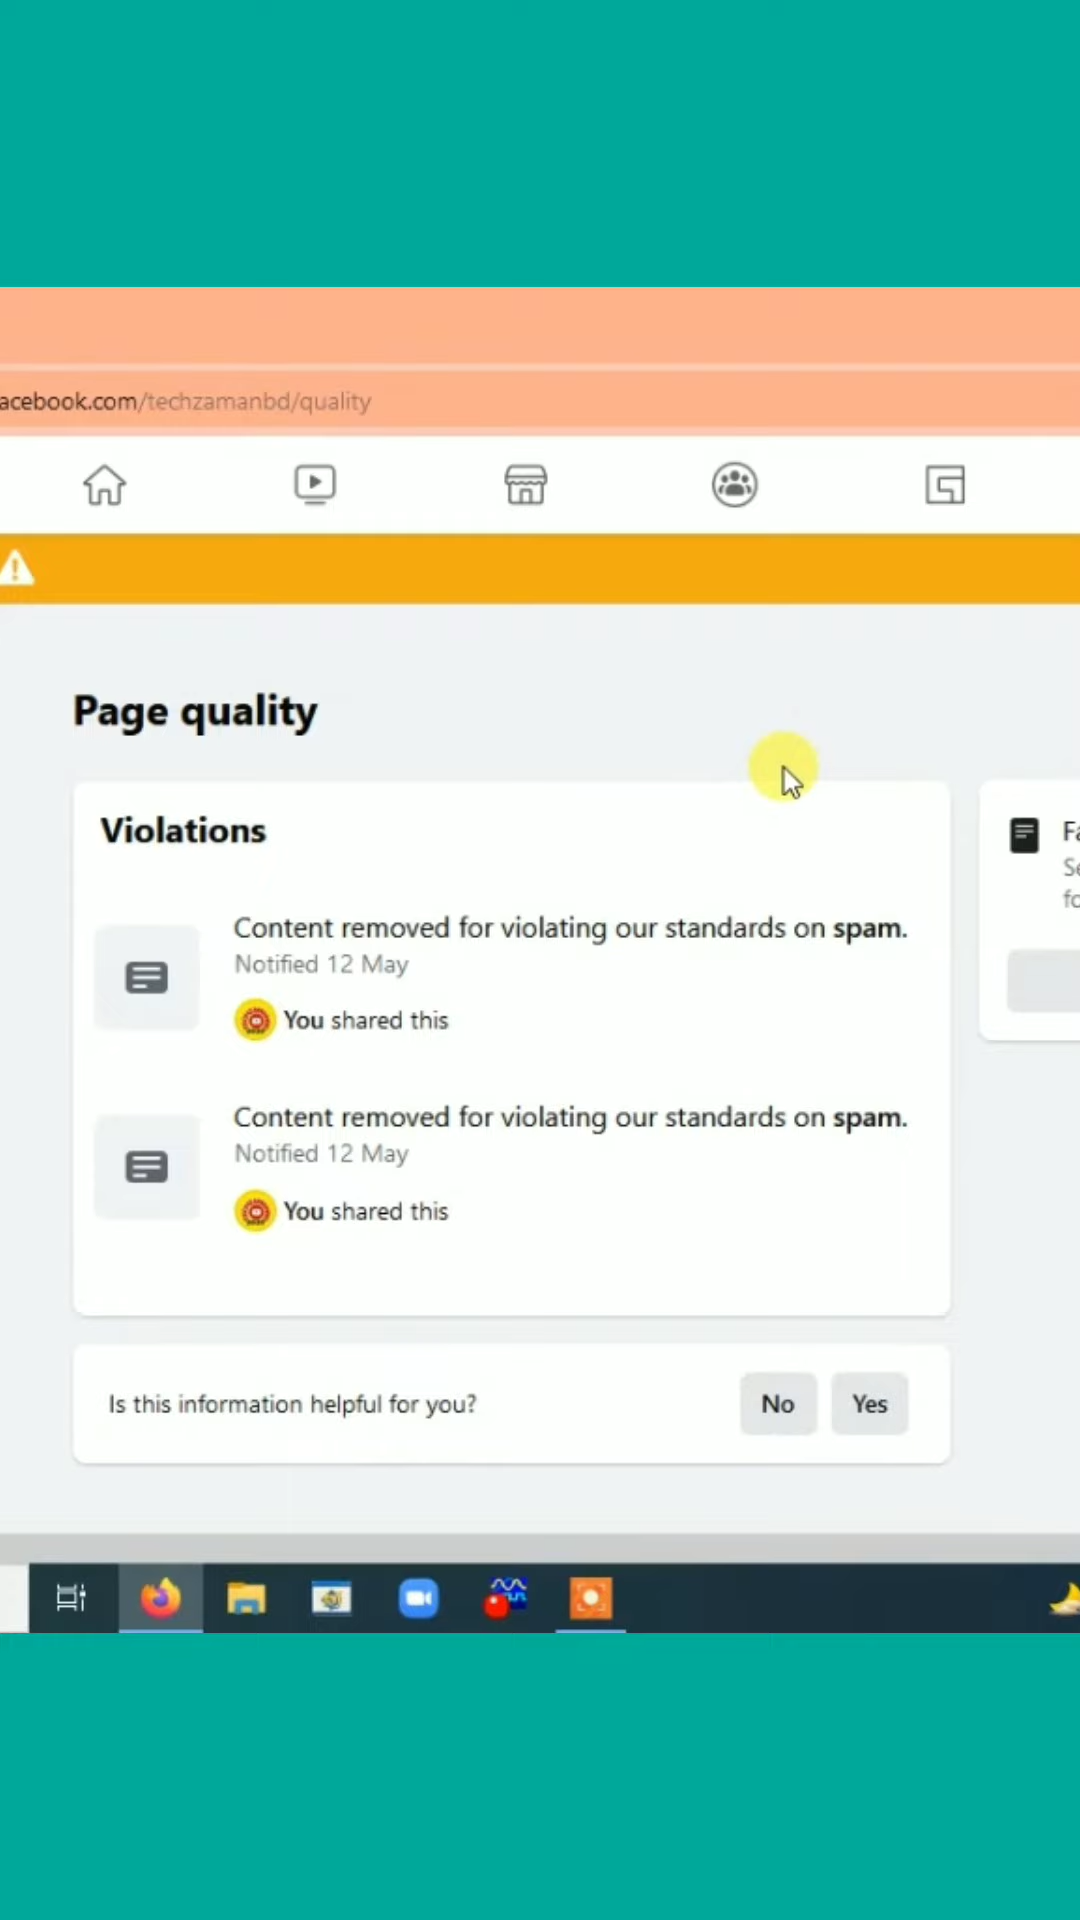 acebook.com/techzamanbd/quality
Page quality
Violations
Content removed for violating our standards on spam.
Notified 12 May
You shared this
Content removed for violating our standards on spam.
Notified 12 May
You shared this
Is this information helpful for you?
No
Yes